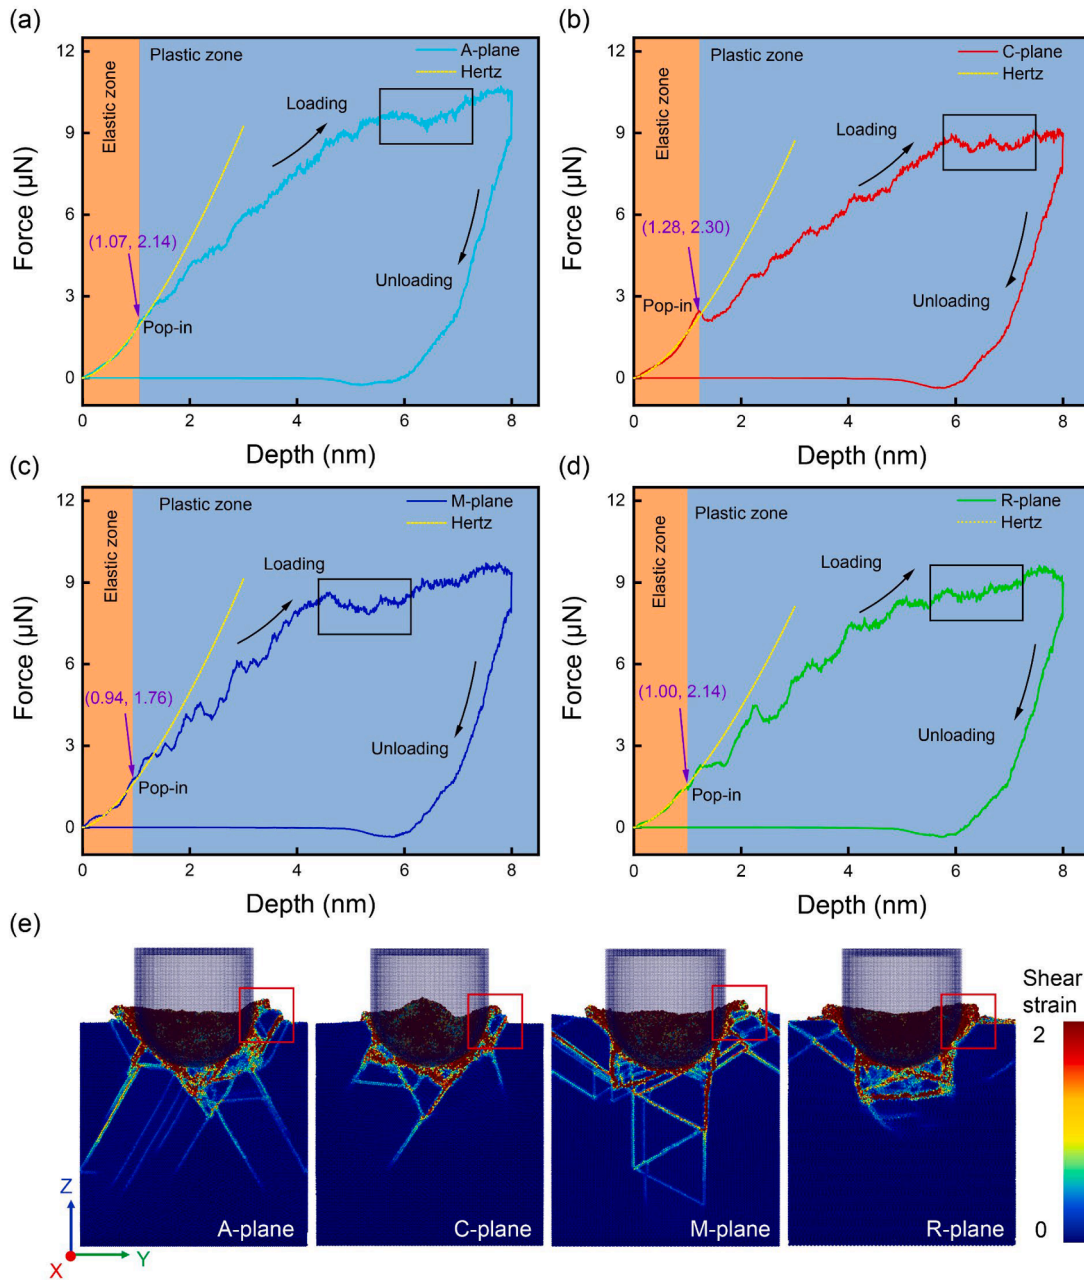 (a)
12
9
6
3
0
Force (μN)
Elastic zone
Plastic zone
A-plane
Hertz
Loading
(1.07, 2.14)
Pop-in
Unloading
0
2
4
6
8
Depth (nm)
(b)
12
9
6
3
0
Force (μN)
Elastic zone
Plastic zone
C-plane
Hertz
Loading
(1.28, 2.30)
Pop-in
Unloading
0
2
4
6
8
Depth (nm)
(c)
12
9
6
3
0
Force (μN)
Elastic zone
Plastic zone
M-plane
Hertz
Loading
(0.94, 1.76)
Pop-in
Unloading
0
2
4
6
8
Depth (nm)
(d)
12
9
6
3
0
Force (μN)
Elastic zone
Plastic zone
R-plane
Hertz
Loading
(1.00, 2.14)
Pop-in
Unloading
0
2
4
6
8
Depth (nm)
(e)
Z
X
Y
A-plane
C-plane
M-plane
R-plane
Shear
strain
2
0